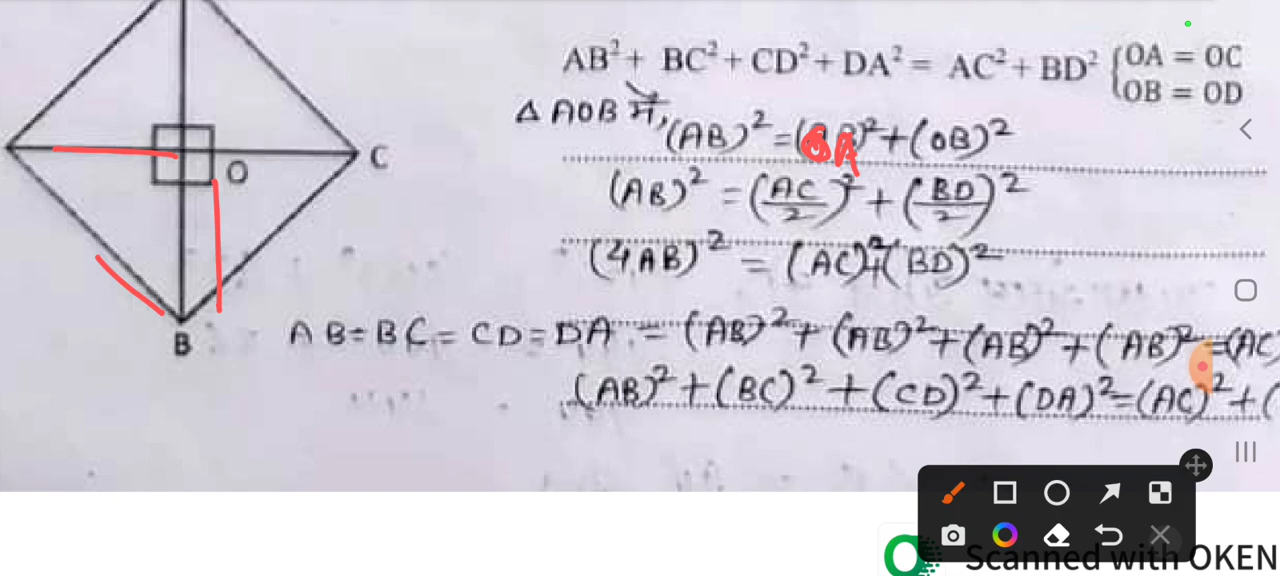 AB² + BC² + CD² + DA² = AC² + BD² { OA = OC
OB = OD
Δ AOB में, (AB)² = (OA)² + (OB)²
(AB)² = (AC/2)² + (BD/2)²
(4AB)² = (AC)² + (BD)²
O
C
B
AB = BC = CD = DA - (AB)² + (AB)² + (AB)² + (AB)² = (AC
(AB)² + (BC)² + (CD)² + (DA)² = (AC)² + (
Scanned with OKEN